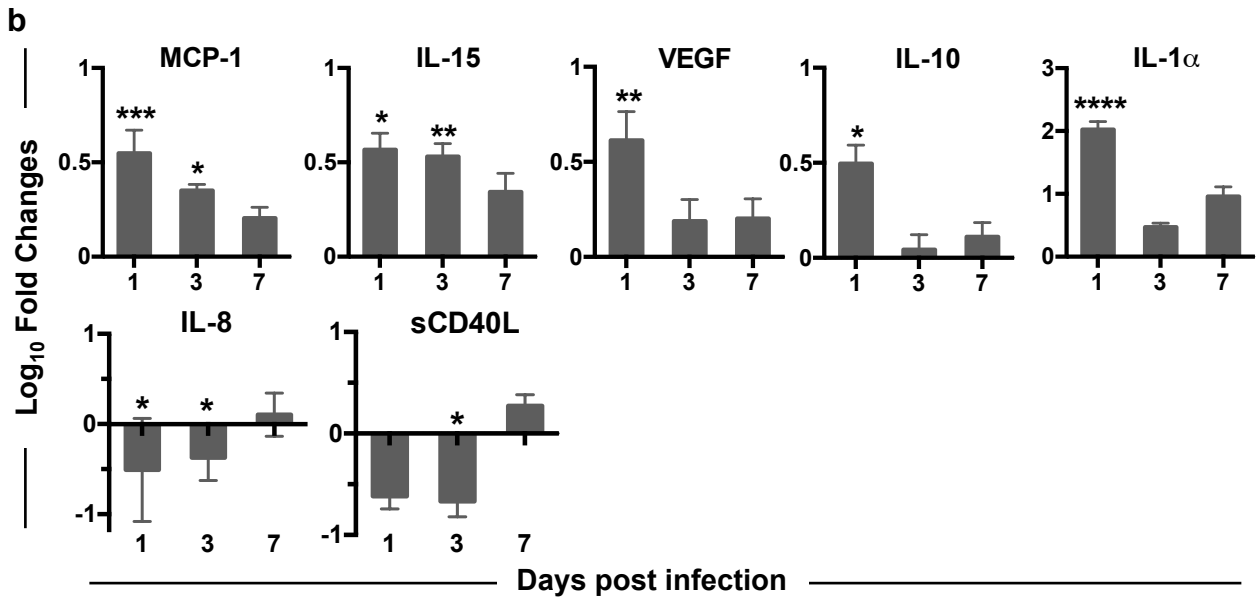 b
MCP-1
IL-15
VEGF
IL-10
IL-1α
Log10 Fold Changes
1
0.5
0
***
*
1 3 7
1
0.5
0
*
**
1 3 7
1
0.5
0
**
1 3 7
1
0.5
0
*
1 3 7
3
2
1
0
****
1 3 7
IL-8
sCD40L
1
0
-1
*
*
1 3 7
1
0
-1
*
1 3 7
Days post infection